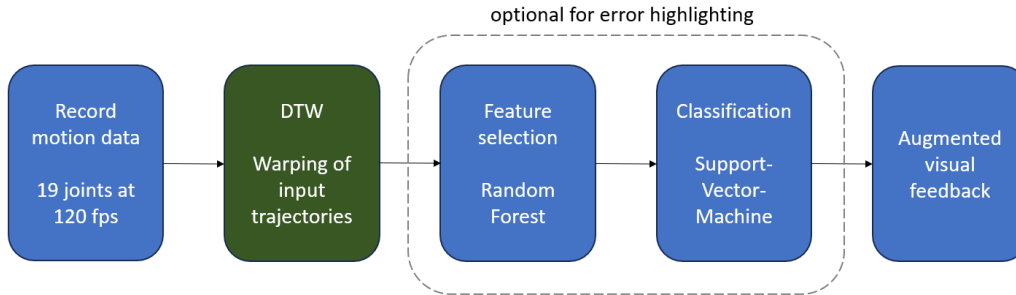 optional for error highlighting
Record
motion data
19 joints at
120 fps
DTW
Warping of
input
trajectories
Feature
selection
Random
Forest
Classification
Support-
Vector-
Machine
Augmented
visual
feedback